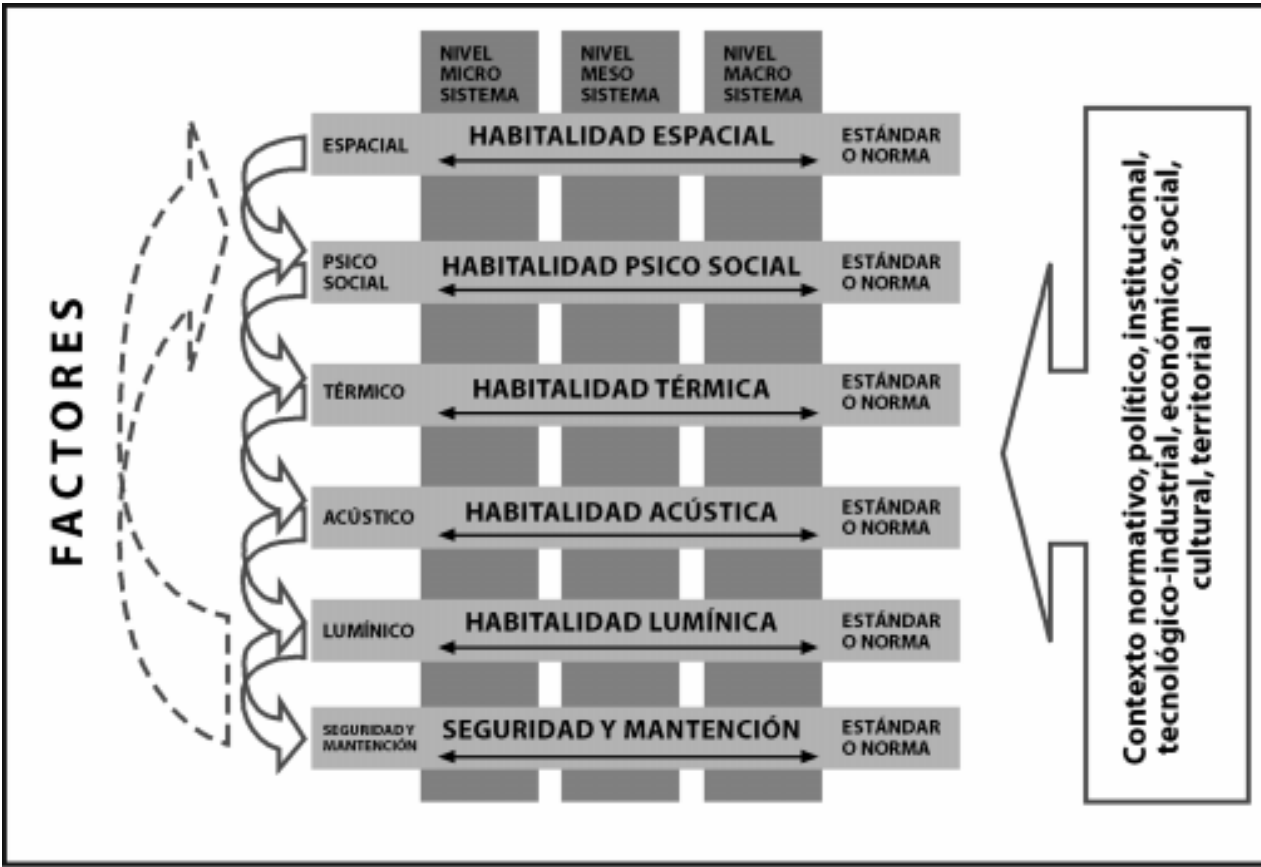 FACTORES
NIVEL
MICRO
SISTEMA
NIVEL
MESO
SISTEMA
NIVEL
MACRO
SISTEMA
ESPACIAL
HABITALIDAD ESPACIAL
ESTÁNDAR
O NORMA
PSICO
SOCIAL
HABITALIDAD PSICO SOCIAL
ESTÁNDAR
O NORMA
TÉRMICO
HABITALIDAD TÉRMICA
ESTÁNDAR
O NORMA
ACÚSTICO
HABITALIDAD ACÚSTICA
ESTÁNDAR
O NORMA
LUMÍNICO
HABITALIDAD LUMÍNICA
ESTÁNDAR
O NORMA
SEGURIDAD Y
MANTENCIÓN
SEGURIDAD Y MANTENCIÓN
ESTÁNDAR
O NORMA
Contexto normativo, político, institucional,
tecnológico-industrial, económico, social,
cultural, territorial